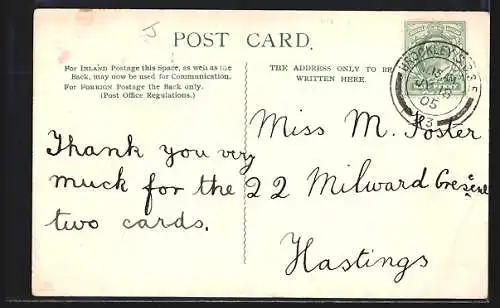 J
POST CARD.
For INLAND Postage this Space, as well as the
Back, may now be used for Communication.
For FOREIGN Postage the Back only.
(Post Office Regulations.)
THE ADDRESS ONLY TO BE
WRITTEN HERE.
BROCKLEY S.O. S.E
05
Thank you very
much for the
two cards.
Miss M. Foster
22 Milward Crescent
Hastings